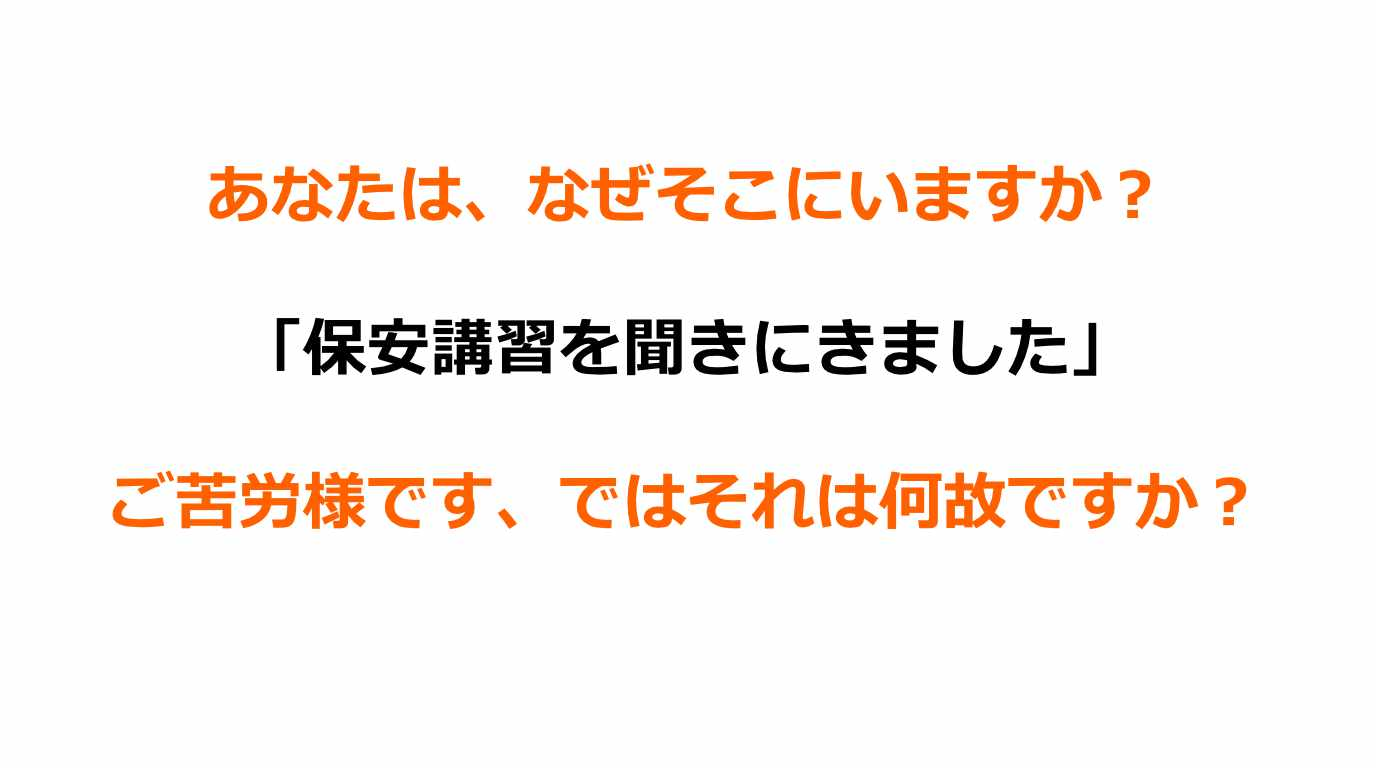 あなたは、なぜそこにいますか？
「保安講習を聞きにきました」
ご苦労様です、ではそれは何故ですか？